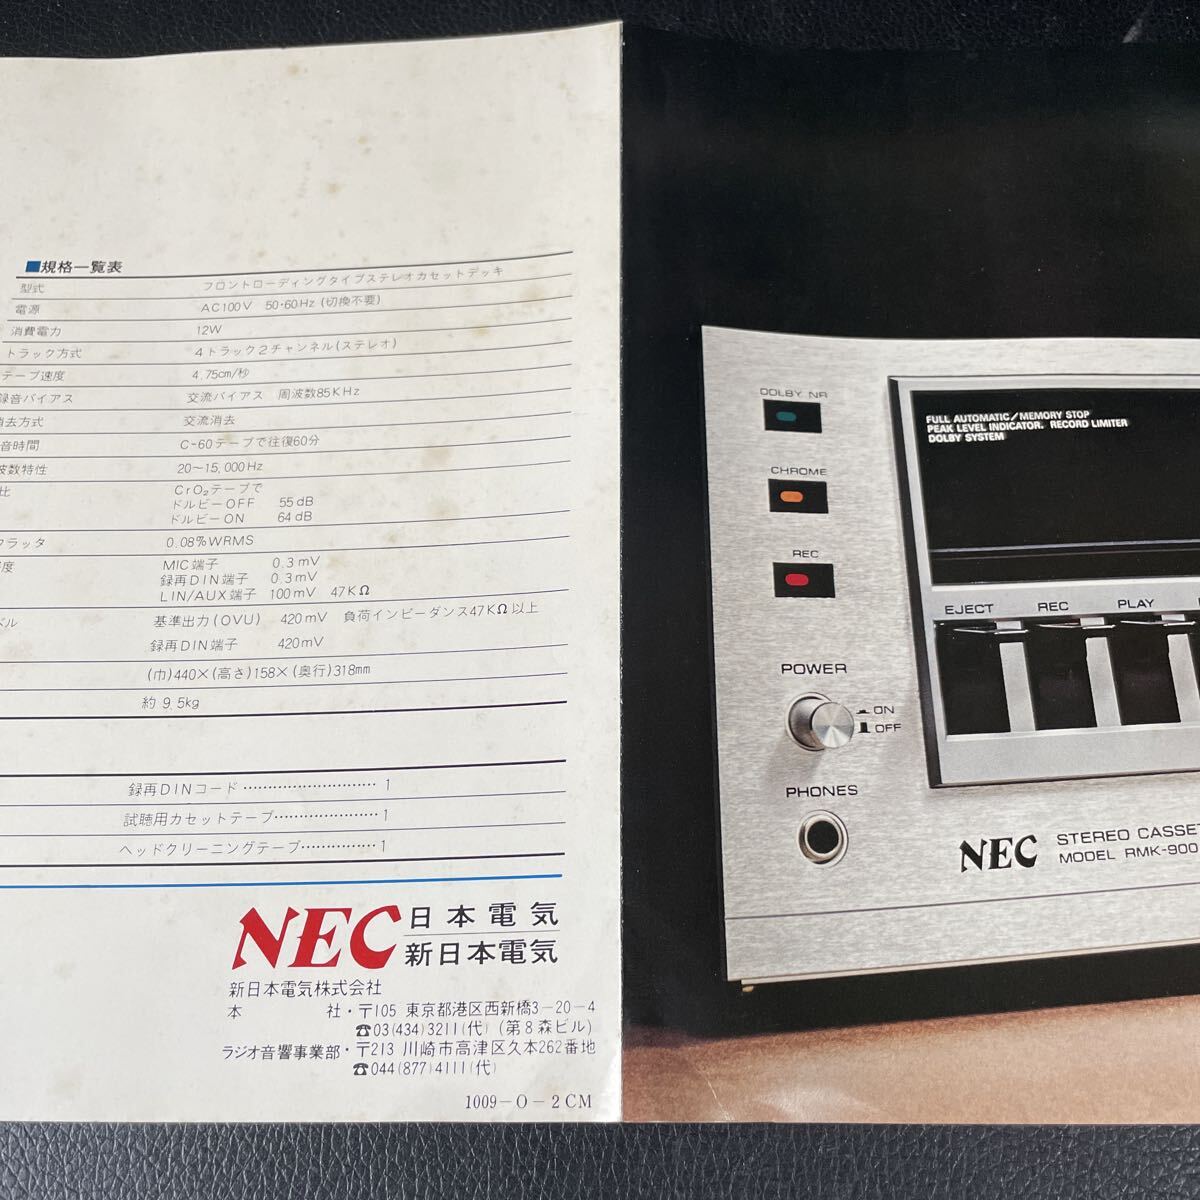 ■規格一覧表
型式 フロントローディングタイプステレオカセットデッキ
電源 AC100V 50・60Hz (切換不要)
消費電力 12W
トラック方式 4トラック2チャンネル(ステレオ)
テープ速度 4.75cm/秒
録音バイアス 交流バイアス 周波数85KHz
消去方式 交流消去
音時間 C-60テープで往復60分
波数特性 20〜15,000Hz
比 CrO₂テープで
ドルビーOFF 55dB
ドルビーON 64dB
フラッタ 0.08%WRMS
度 MIC端子 0.3mV
録再DIN端子 0.3mV
LIN/AUX端子 100mV 47KΩ
ベル 基準出力(OVU) 420mV 負荷インピーダンス47KΩ以上
録再DIN端子 420mV
(巾)440×(高さ)158×(奥行)318mm
約9.5kg
録再DINコード………………………1
試聴用カセットテープ…………………1
ヘッドクリーニングテープ……………1
NEC 日本電気
新日本電気
新日本電気株式会社
本 社・〒105 東京都港区西新橋3-20-4
☎03(434)3211(代) (第8森ビル)
ラジオ音響事業部・〒213 川崎市高津区久本262番地
☎044(877)4111(代)
1009-O-2CM
DOLBY NR
CHROME
REC
FULL AUTOMATIC/MEMORY STOP
PEAK LEVEL INDICATOR. RECORD LIMITER
DOLBY SYSTEM
EJECT REC PLAY
POWER
ON
OFF
PHONES
NEC STEREO CASSET
MODEL RMK-900